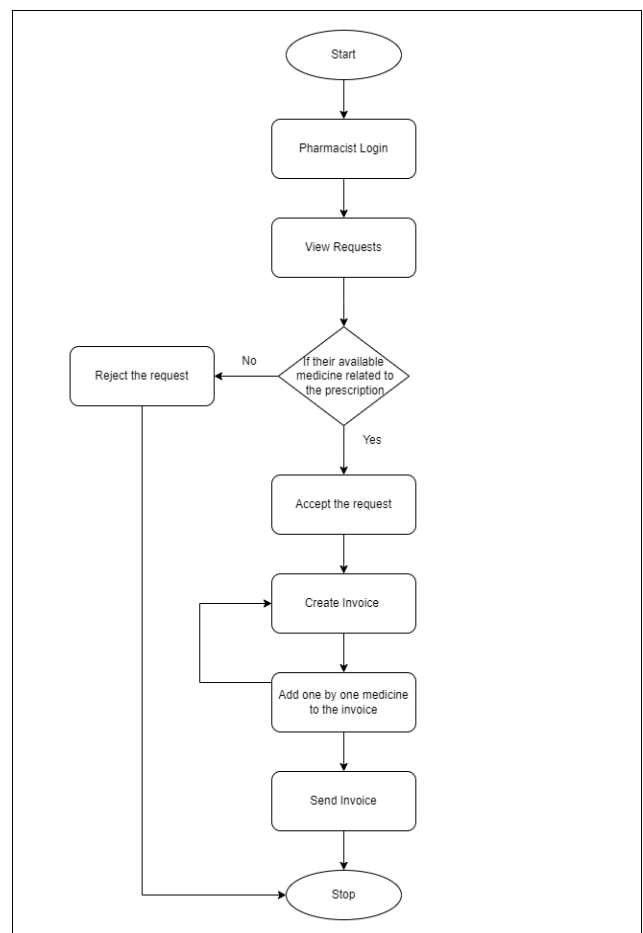 Start
Pharmacist Login
View Requests
If their available
medicine related to
the prescription
No
Reject the request
Yes
Accept the request
Create Invoice
Add one by one medicine
to the invoice
Send Invoice
Stop